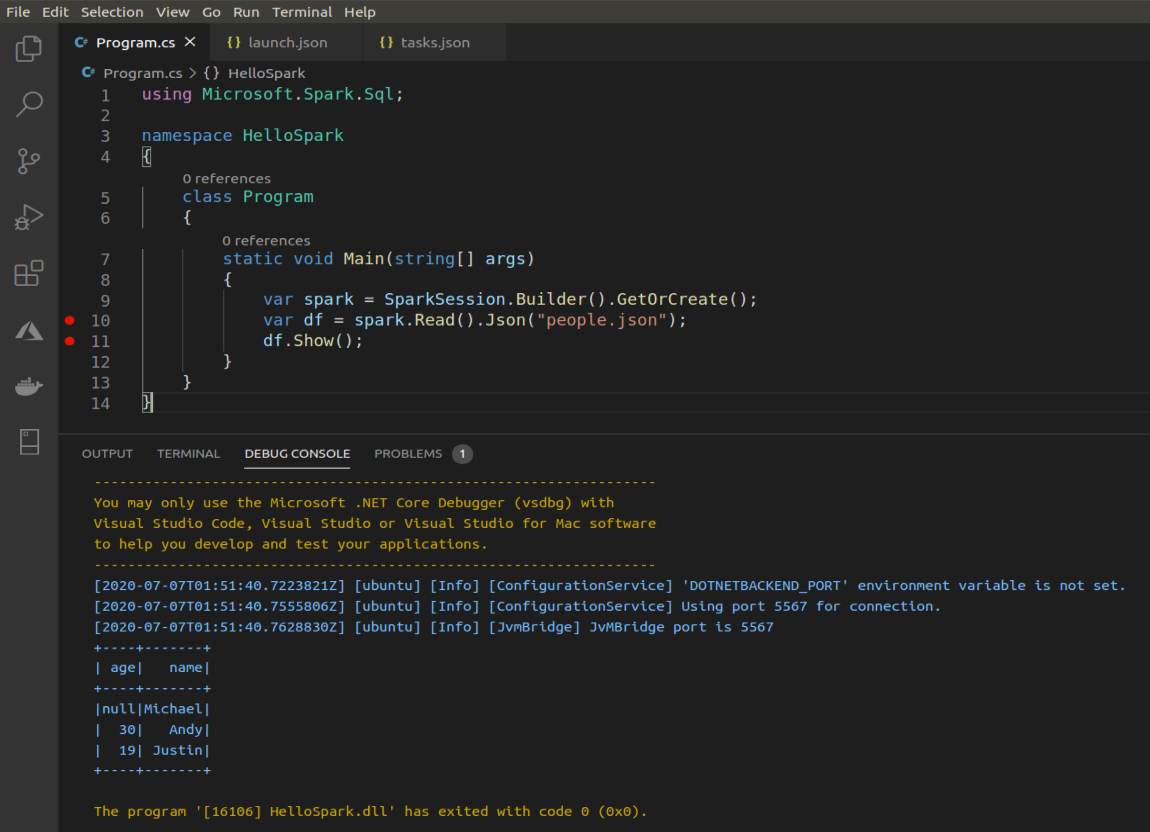 File Edit Selection View Go Run Terminal Help
C# Program.cs × {} launch.json {} tasks.json
C# Program.cs > {} HelloSpark
1 using Microsoft.Spark.Sql;
2
3 namespace HelloSpark
4 {
0 references
5 class Program
6 {
0 references
7 static void Main(string[] args)
8 {
9 var spark = SparkSession.Builder().GetOrCreate();
10 var df = spark.Read().Json("people.json");
11 df.Show();
12 }
13 }
14 }
OUTPUT TERMINAL DEBUG CONSOLE PROBLEMS 1
-------------------------------------------------------------------
You may only use the Microsoft .NET Core Debugger (vsdbg) with
Visual Studio Code, Visual Studio or Visual Studio for Mac software
to help you develop and test your applications.
-------------------------------------------------------------------
[2020-07-07T01:51:40.7223821Z] [ubuntu] [Info] [ConfigurationService] 'DOTNETBACKEND_PORT' environment variable is not set.
[2020-07-07T01:51:40.7555806Z] [ubuntu] [Info] [ConfigurationService] Using port 5567 for connection.
[2020-07-07T01:51:40.7628830Z] [ubuntu] [Info] [JvmBridge] JvMBridge port is 5567
+----+-------+
| age|   name|
+----+-------+
|null|Michael|
|  30|   Andy|
|  19| Justin|
+----+-------+
The program '[16106] HelloSpark.dll' has exited with code 0 (0x0).